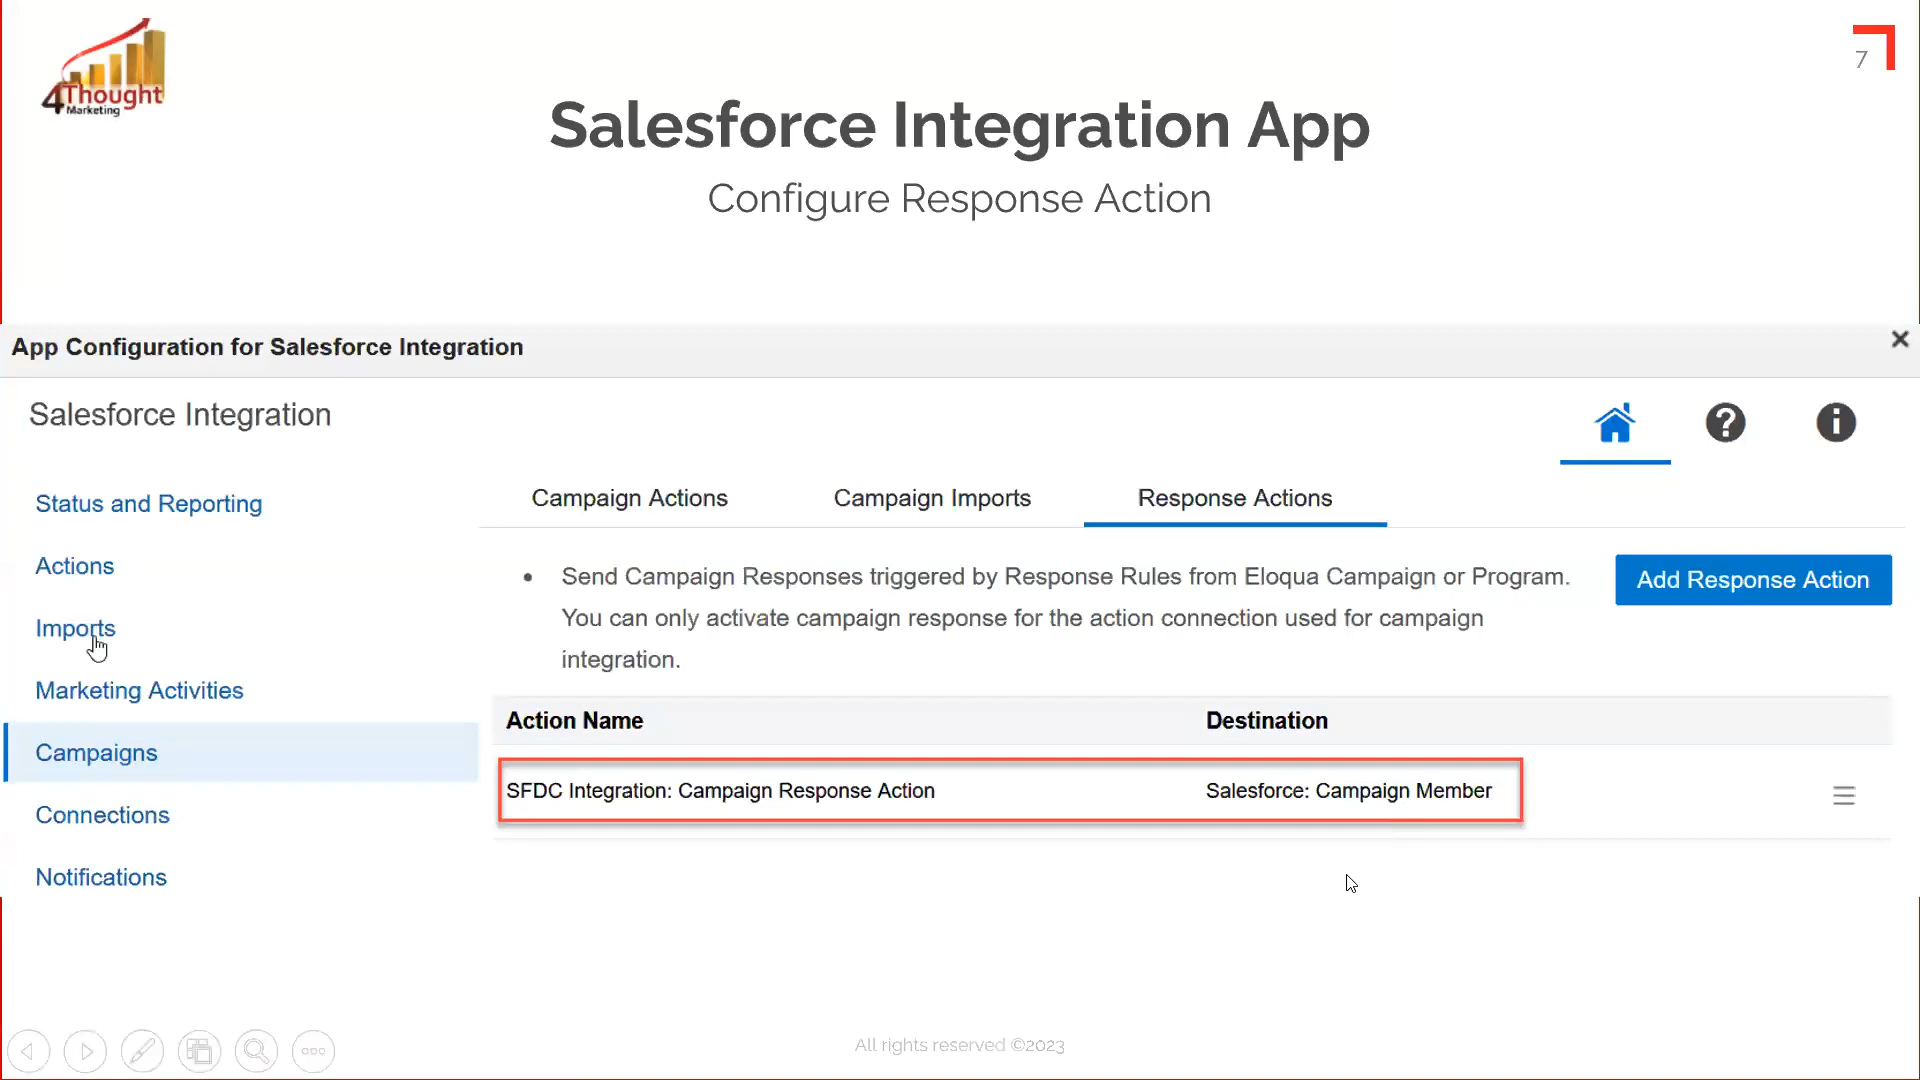 4Thought
Marketing
7
Salesforce Integration App
Configure Response Action
App Configuration for Salesforce Integration
Salesforce Integration
Status and Reporting
Actions
Imports
Marketing Activities
Campaigns
Connections
Notifications
Campaign Actions Campaign Imports Response Actions
• Send Campaign Responses triggered by Response Rules from Eloqua Campaign or Program.
You can only activate campaign response for the action connection used for campaign
integration.
Add Response Action
Action Name Destination
SFDC Integration: Campaign Response Action Salesforce: Campaign Member
All rights reserved ©2023